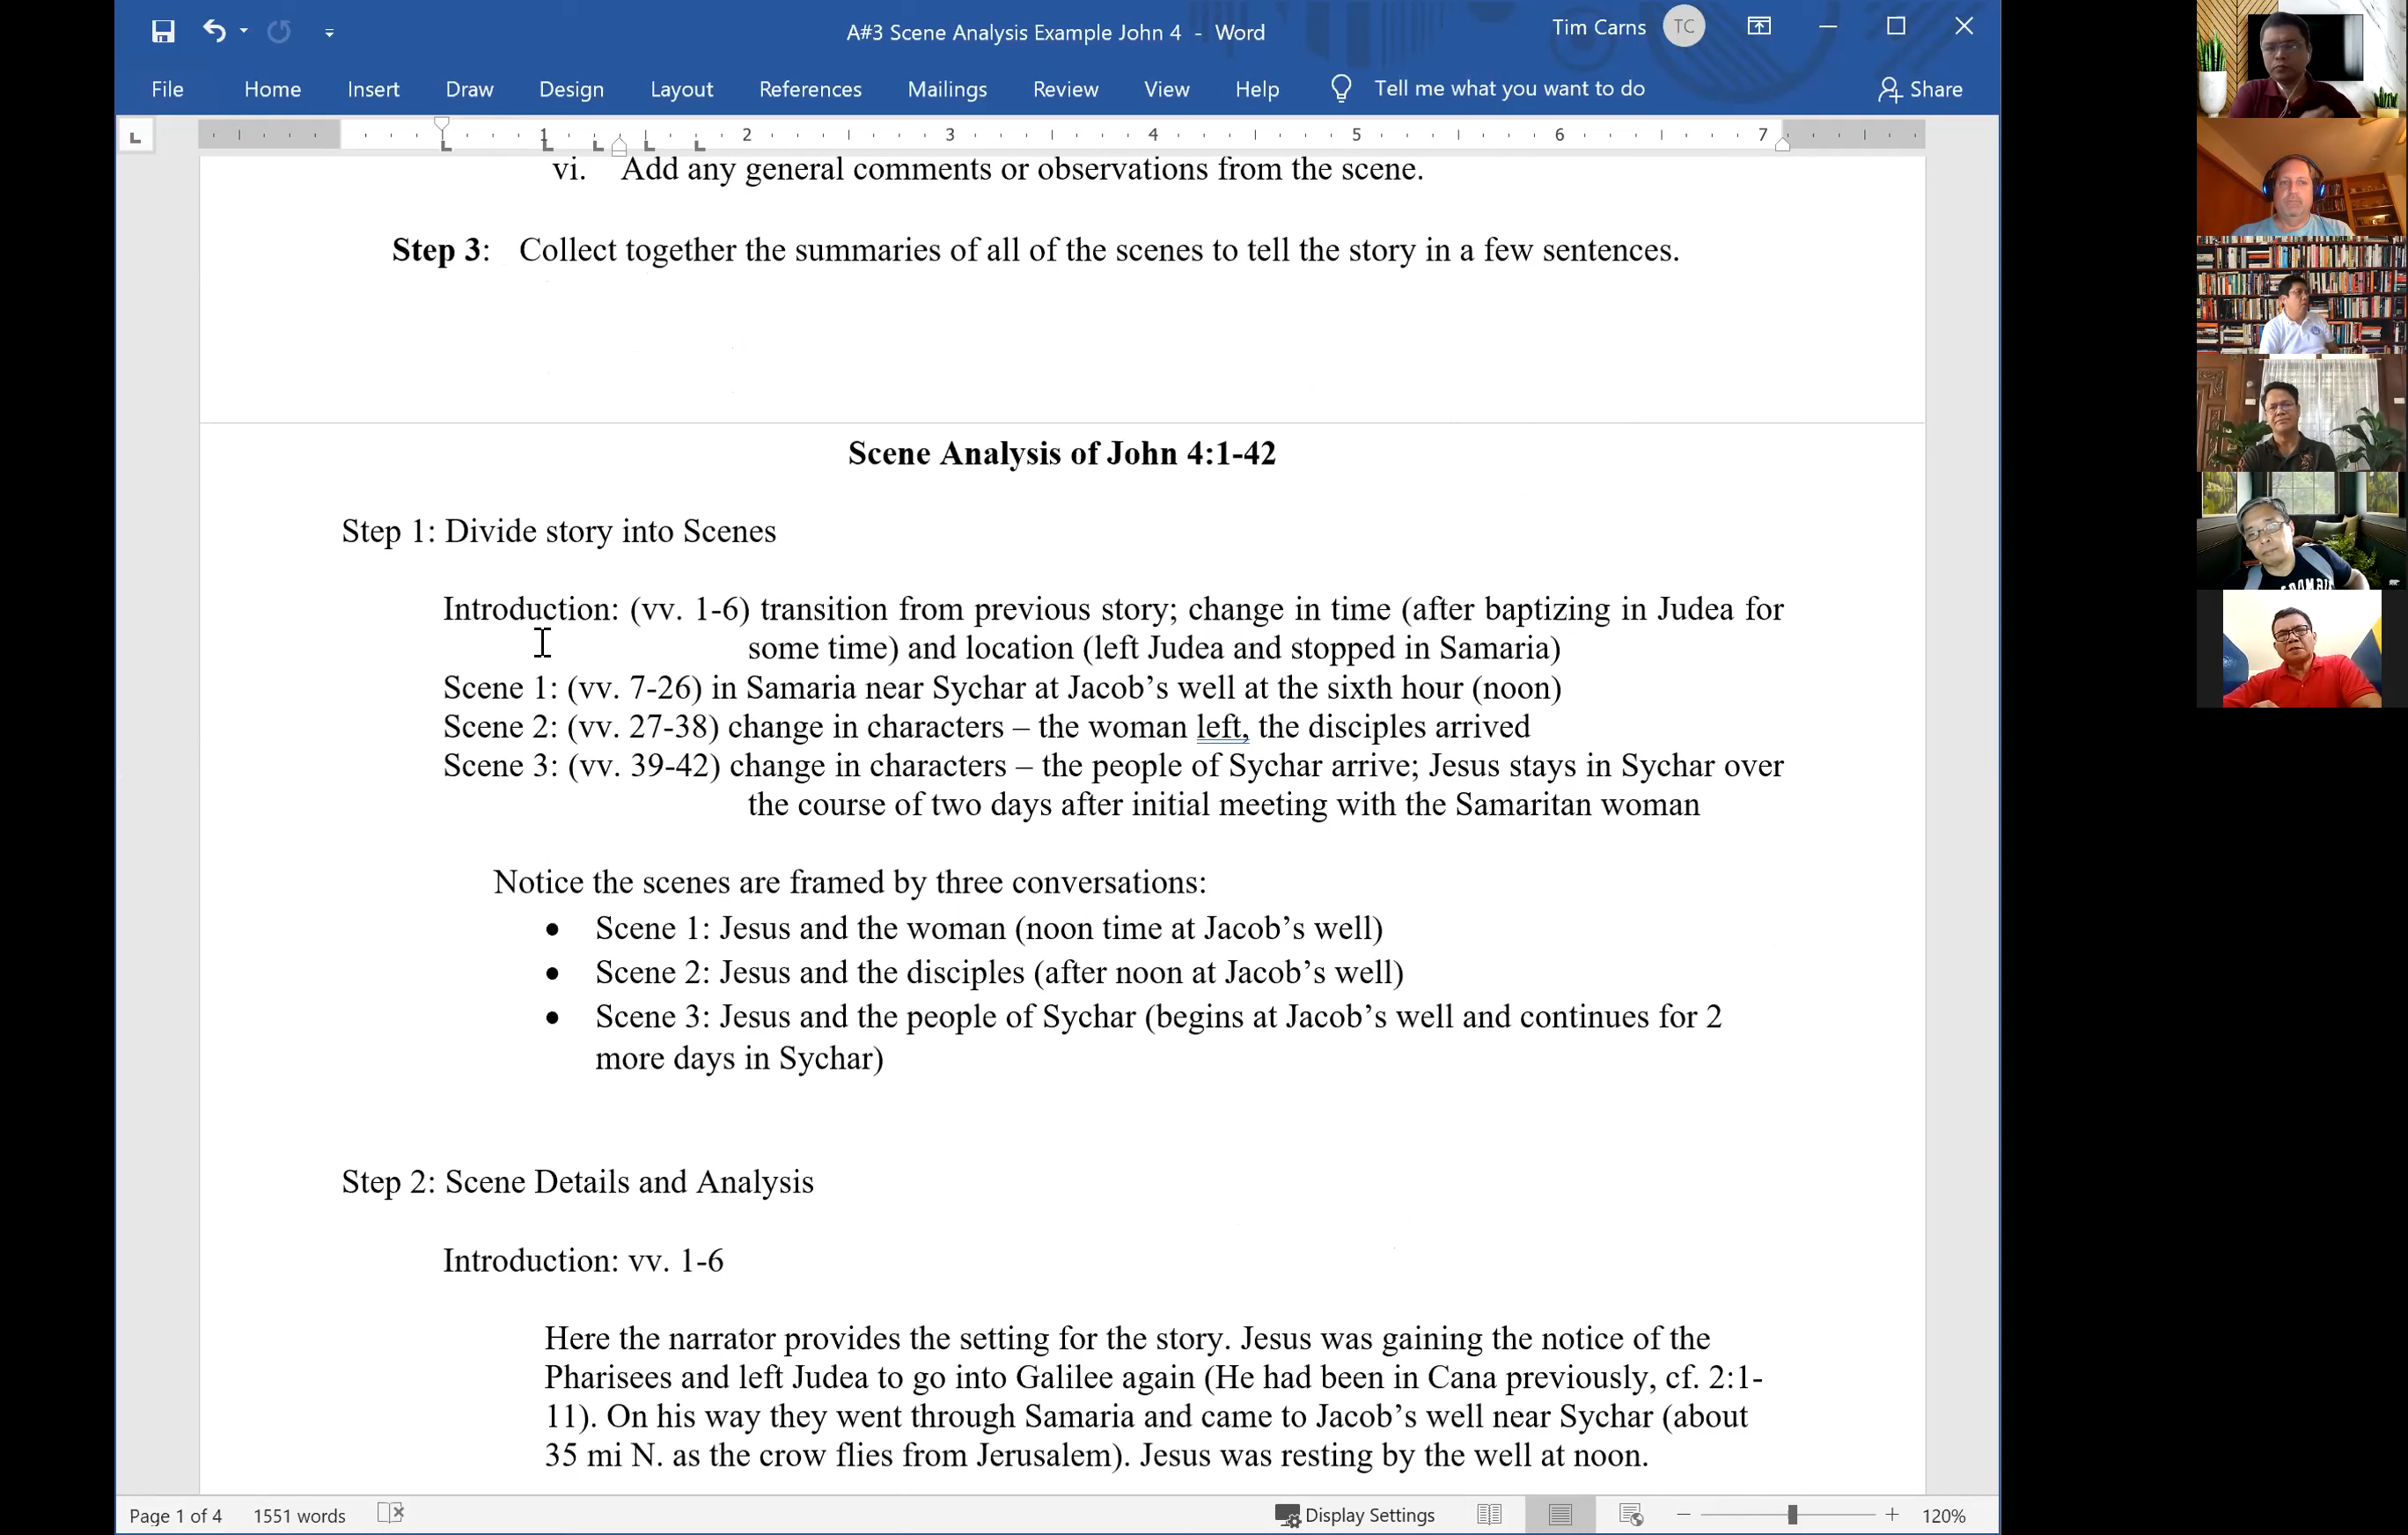 A#3 Scene Analysis Example John 4 - Word
Tim Carns
TC
File Home Insert Draw Design Layout References Mailings Review View Help Tell me what you want to do Share
1 2 3 4 5 6 7
vi. Add any general comments or observations from the scene.
Step 3: Collect together the summaries of all of the scenes to tell the story in a few sentences.
Scene Analysis of John 4:1-42
Step 1: Divide story into Scenes
Introduction: (vv. 1-6) transition from previous story; change in time (after baptizing in Judea for
some time) and location (left Judea and stopped in Samaria)
Scene 1: (vv. 7-26) in Samaria near Sychar at Jacob’s well at the sixth hour (noon)
Scene 2: (vv. 27-38) change in characters – the woman left, the disciples arrived
Scene 3: (vv. 39-42) change in characters – the people of Sychar arrive; Jesus stays in Sychar over
the course of two days after initial meeting with the Samaritan woman
Notice the scenes are framed by three conversations:
• Scene 1: Jesus and the woman (noon time at Jacob’s well)
• Scene 2: Jesus and the disciples (after noon at Jacob’s well)
• Scene 3: Jesus and the people of Sychar (begins at Jacob’s well and continues for 2
more days in Sychar)
Step 2: Scene Details and Analysis
Introduction: vv. 1-6
Here the narrator provides the setting for the story. Jesus was gaining the notice of the
Pharisees and left Judea to go into Galilee again (He had been in Cana previously, cf. 2:1-
11). On his way they went through Samaria and came to Jacob’s well near Sychar (about
35 mi N. as the crow flies from Jerusalem). Jesus was resting by the well at noon.
Page 1 of 4 1551 words Display Settings 120%